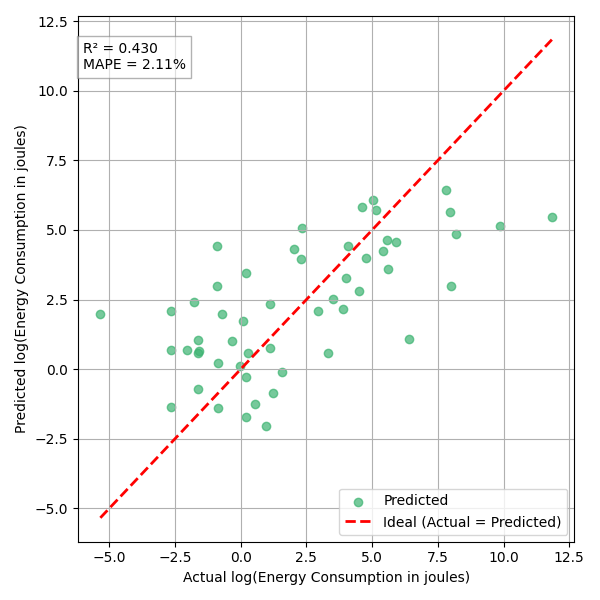 R² = 0.430
MAPE = 2.11%
12.5
10.0
7.5
5.0
2.5
0.0
−2.5
−5.0
Predicted log(Energy Consumption in joules)
Predicted
Ideal (Actual = Predicted)
−5.0 −2.5 0.0 2.5 5.0 7.5 10.0 12.5
Actual log(Energy Consumption in joules)